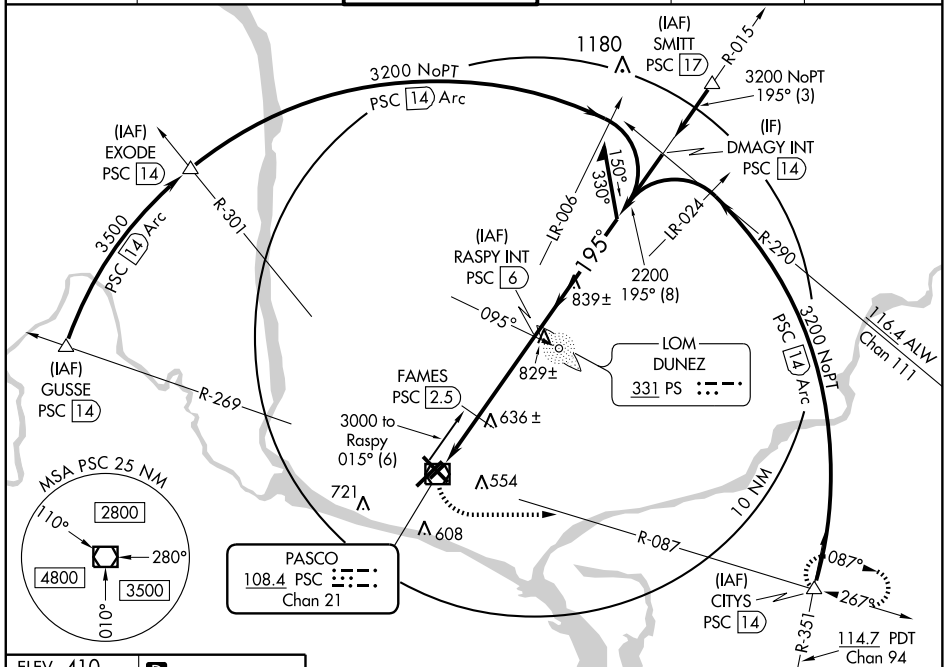 (IAF)
SMITT
PSC 17
R-015
1180
3200 NoPT
PSC 14 Arc
3200 NoPT
195° (3)
(IF)
DMAGY INT
PSC 14
(IAF)
EXODE
PSC 14
150°
330°
LR-006
LR-024
R-290
3500
PSC 14 Arc
R-301
(IAF)
RASPY INT
PSC 6
195°
2200
195° (8)
839±
095°
829±
116.4 ALW
Chan 111
3200 NoPT
PSC 14 Arc
LOM
DUNEZ
331 PS
(IAF)
GUSSE
PSC 14
R-269
FAMES
PSC 2.5
636 ±
3000 to
Raspy
015° (6)
MSA PSC 25 NM
110°
2800
280°
4800
3500
010°
721
554
608
10 NM
R-087
PASCO
108.4 PSC
Chan 21
(IAF)
CITYS
PSC 14
087°
267°
R-351
114.7 PDT
Chan 94
ELEV 410
D